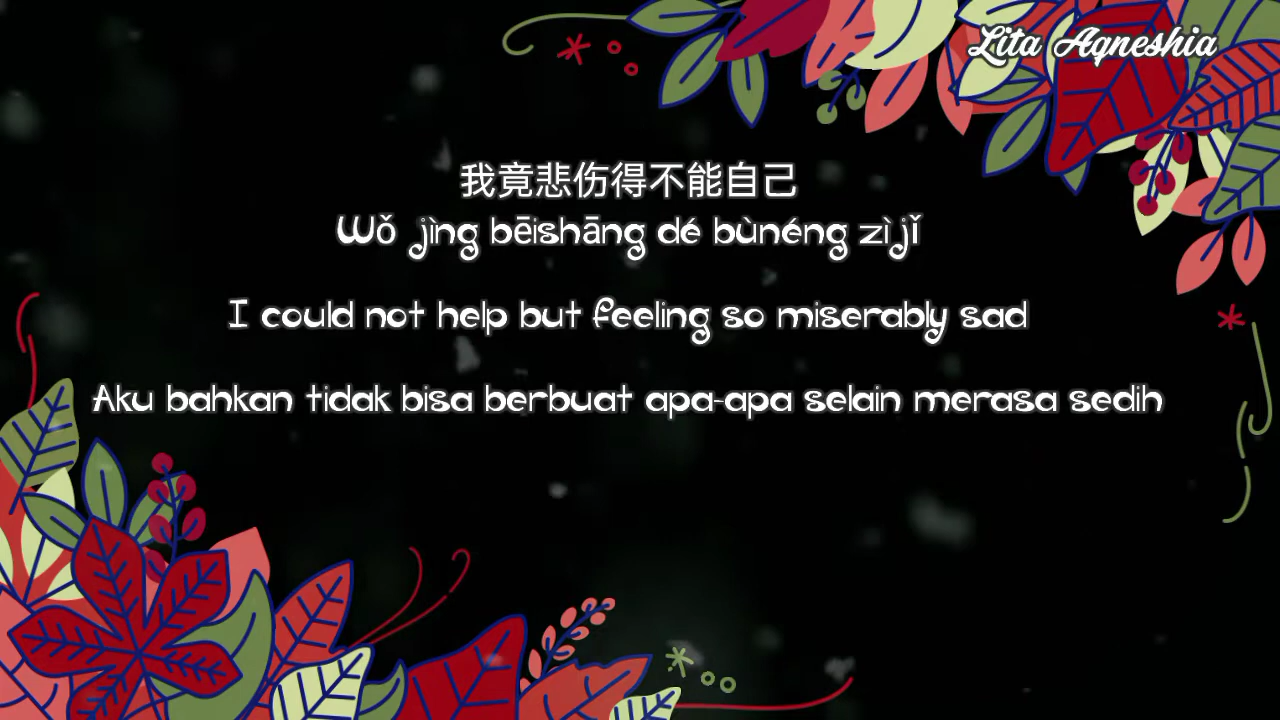 Lita Agneshia
我竟悲伤得不能自己
Wǒ jìng bēishāng dé bùnéng zìjǐ
I could not help but feeling so miserably sad
Aku bahkan tidak bisa berbuat apa-apa selain merasa sedih